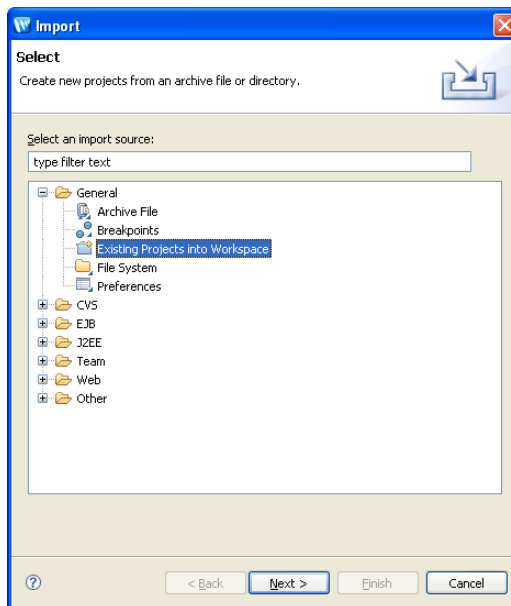 Import
Select
Create new projects from an archive file or directory.
Select an import source:
type filter text
General
Archive File
Breakpoints
Existing Projects into Workspace
File System
Preferences
CVS
EJB
J2EE
Team
Web
Other
< Back Next > Finish Cancel